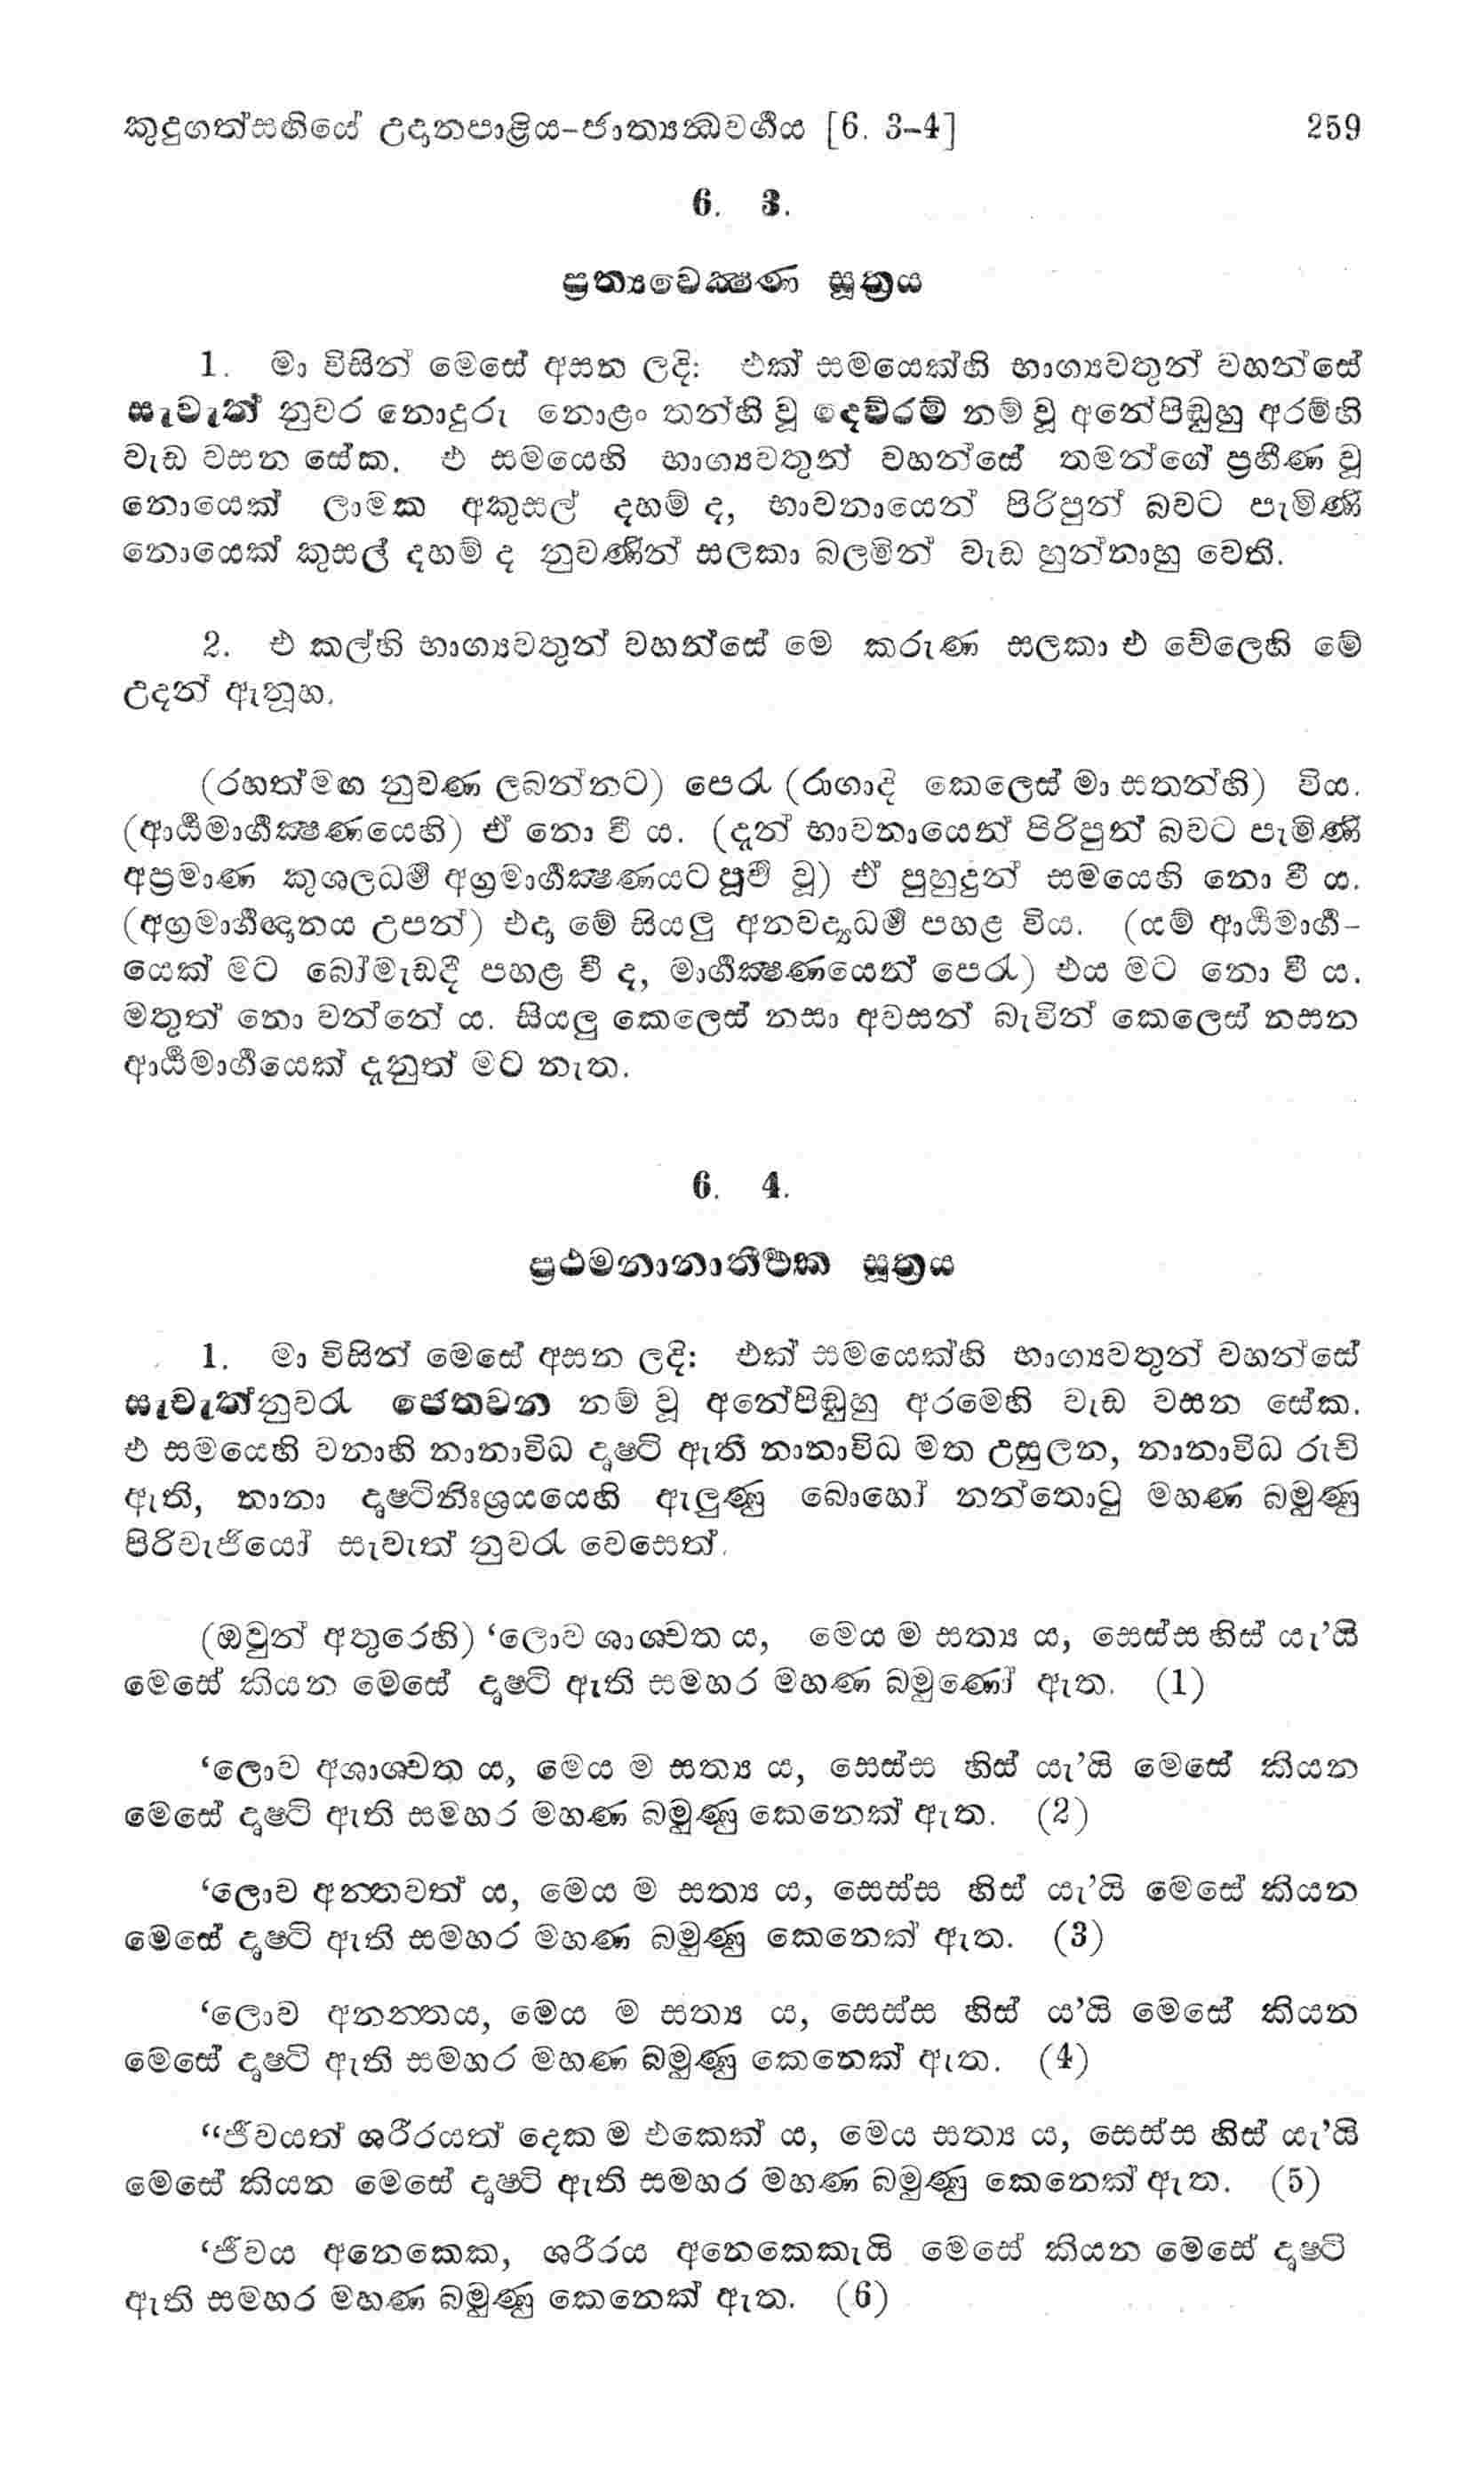 කුදුගත්සඟියේ උදානපාළිය-ජාත්‍යන්‍ධවර්‍ගය [6. 3-4] 259
6. 3.
ප්‍රත්‍යවේක්‍ෂණ සූත්‍රය
1. මා විසින් මෙසේ අසන ලදි: එක් සමයෙක්හි භාග්‍යවතුන් වහන්සේ
සැවැත් නුවර නොදුරු නොළං තන්හි වූ දෙව්රම් නම් වූ අනේපිඬුහු අරම්හි
වැඩ වසන සේක. එ සමයෙහි භාග්‍යවතුන් වහන්සේ තමන්ගේ ප්‍රහීණ වූ
නොයෙක් ලාමක අකුසල් දහම් ද, භාවනායෙන් පිරිපුන් බවට පැමිණි
නොයෙක් කුසල් දහම් ද නුවණින් සලකා බලමින් වැඩ හුන්නාහු වෙති.
2. එ කල්හි භාග්‍යවතුන් වහන්සේ මෙ කරුණ සලකා එ වේලෙහි මේ
උදන් ඇනූහ.
(රහත්මඟ නුවණ ලබන්නට) පෙරැ (රාගාදි කෙලෙස් මා සතන්හි) විය.
(ආර්‍ය්‍යමාර්‍ගක්‍ෂණයෙහි) ඒ නො වී ය. (දැන් භාවනායෙන් පිරිපුන් බවට පැමිණි
අප්‍රමාණ කුශලධර්‍ම අග්‍රමාර්‍ගක්‍ෂණයට පූර්‍ව වූ) ඒ පුහුදුන් සමයෙහි නො වී ය.
(අග්‍රමාර්‍ගඥානය උපන්) එදා මේ සියලු අනවද්‍යධර්‍ම පහළ විය. (යම් ආර්‍ය්‍යමාර්‍ග-
යෙක් මට බෝමැඩදී පහළ වී ද, මාර්‍ගක්‍ෂණයෙන් පෙරැ) එය මට නො වී ය.
මතුත් නො වන්නේ ය. සියලු කෙලෙස් නසා අවසන් බැවින් කෙලෙස් නසන
ආර්‍ය්‍යමාර්‍ගයෙක් දැනුත් මට නැත.
6. 4.
ප්‍රථමනානාතීර්‍ථක සූත්‍රය
1. මා විසින් මෙසේ අසන ලදි: එක් සමයෙක්හි භාග්‍යවතුන් වහන්සේ
සැවැත්නුවරැ ජේතවන නම් වූ අනේපිඬුහු අරමෙහි වැඩ වසන සේක.
එ සමයෙහි වනාහි නානාවිධ දෘෂ්ටි ඇති නානාවිධ මත උසුලන, නානාවිධ රුචි
ඇති, නානා දෘෂ්ටිනිඃශ්‍රයයෙහි ඇලුණු බොහෝ නන්තොටු මහණ බමුණු
පිරිවැජියෝ සැවැත් නුවරැ වෙසෙත්.
(ඔවුන් අතුරෙහි) ‘ලොව ශාශ්වත ය, මෙය ම සත්‍ය ය, සෙස්ස හිස් යැ’යි
මෙසේ කියන මෙසේ දෘෂ්ටි ඇති සමහර මහණ බමුණෝ ඇත. (1)
‘ලොව අශාශ්වත ය, මෙය ම සත්‍ය ය, සෙස්ස හිස් යැ’යි මෙසේ කියන
මෙසේ දෘෂ්ටි ඇති සමහර මහණ බමුණු කෙනෙක් ඇත. (2)
‘ලොව අන්තවත් ය, මෙය ම සත්‍ය ය, සෙස්ස හිස් යැ’යි මෙසේ කියන
මෙසේ දෘෂ්ටි ඇති සමහර මහණ බමුණු කෙනෙක් ඇත. (3)
‘ලොව අනන්තය, මෙය ම සත්‍ය ය, සෙස්ස හිස් ය’යි මෙසේ කියන
මෙසේ දෘෂ්ටි ඇති සමහර මහණ බමුණු කෙනෙක් ඇත. (4)
“ජීවයත් ශරීරයත් දෙක ම එකෙක් ය, මෙය සත්‍ය ය, සෙස්ස හිස් යැ’යි
මෙසේ කියන මෙසේ දෘෂ්ටි ඇති සමහර මහණ බමුණු කෙනෙක් ඇත. (5)
‘ජීවය අනෙකෙක, ශරීරය අනෙකෙකැයි මෙසේ කියන මෙසේ දෘෂ්ටි
ඇති සමහර මහණ බමුණු කෙනෙක් ඇත. (6)